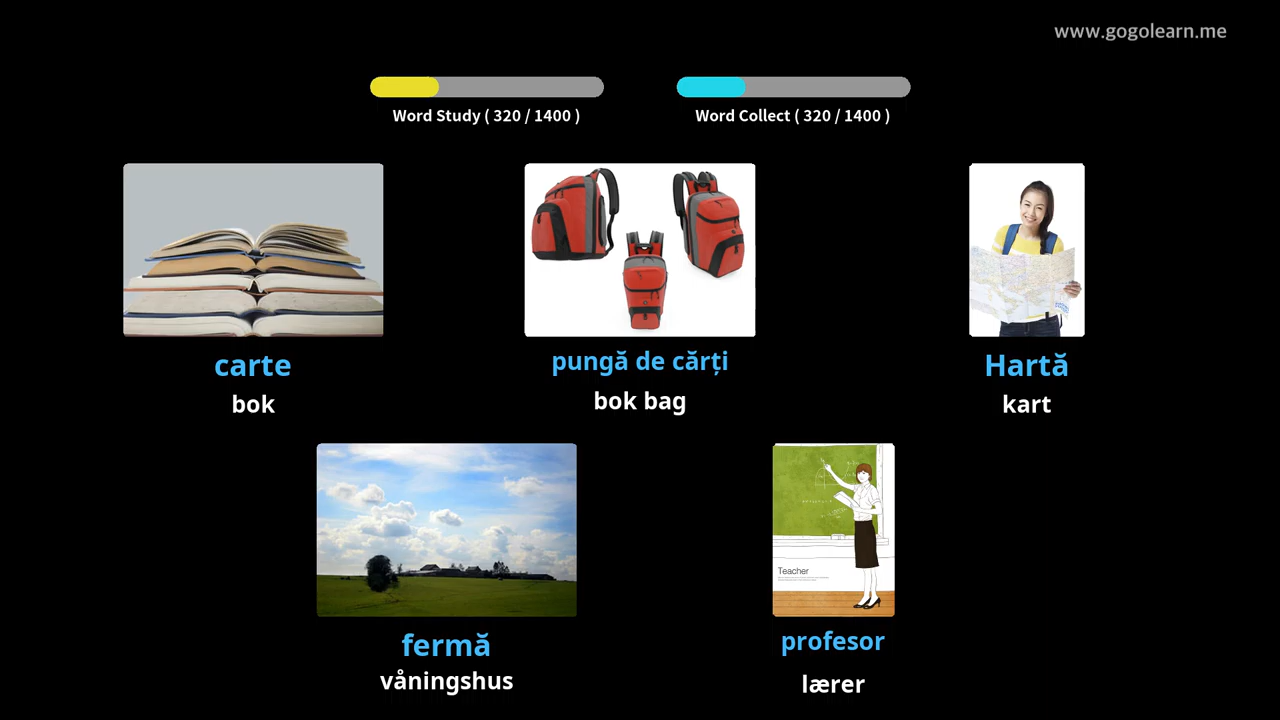 www.gogolearn.me
Word Study ( 320 / 1400 )
Word Collect ( 320 / 1400 )
carte
bok
pungă de cărți
bok bag
Hartă
kart
Teacher
fermă
våningshus
profesor
lærer